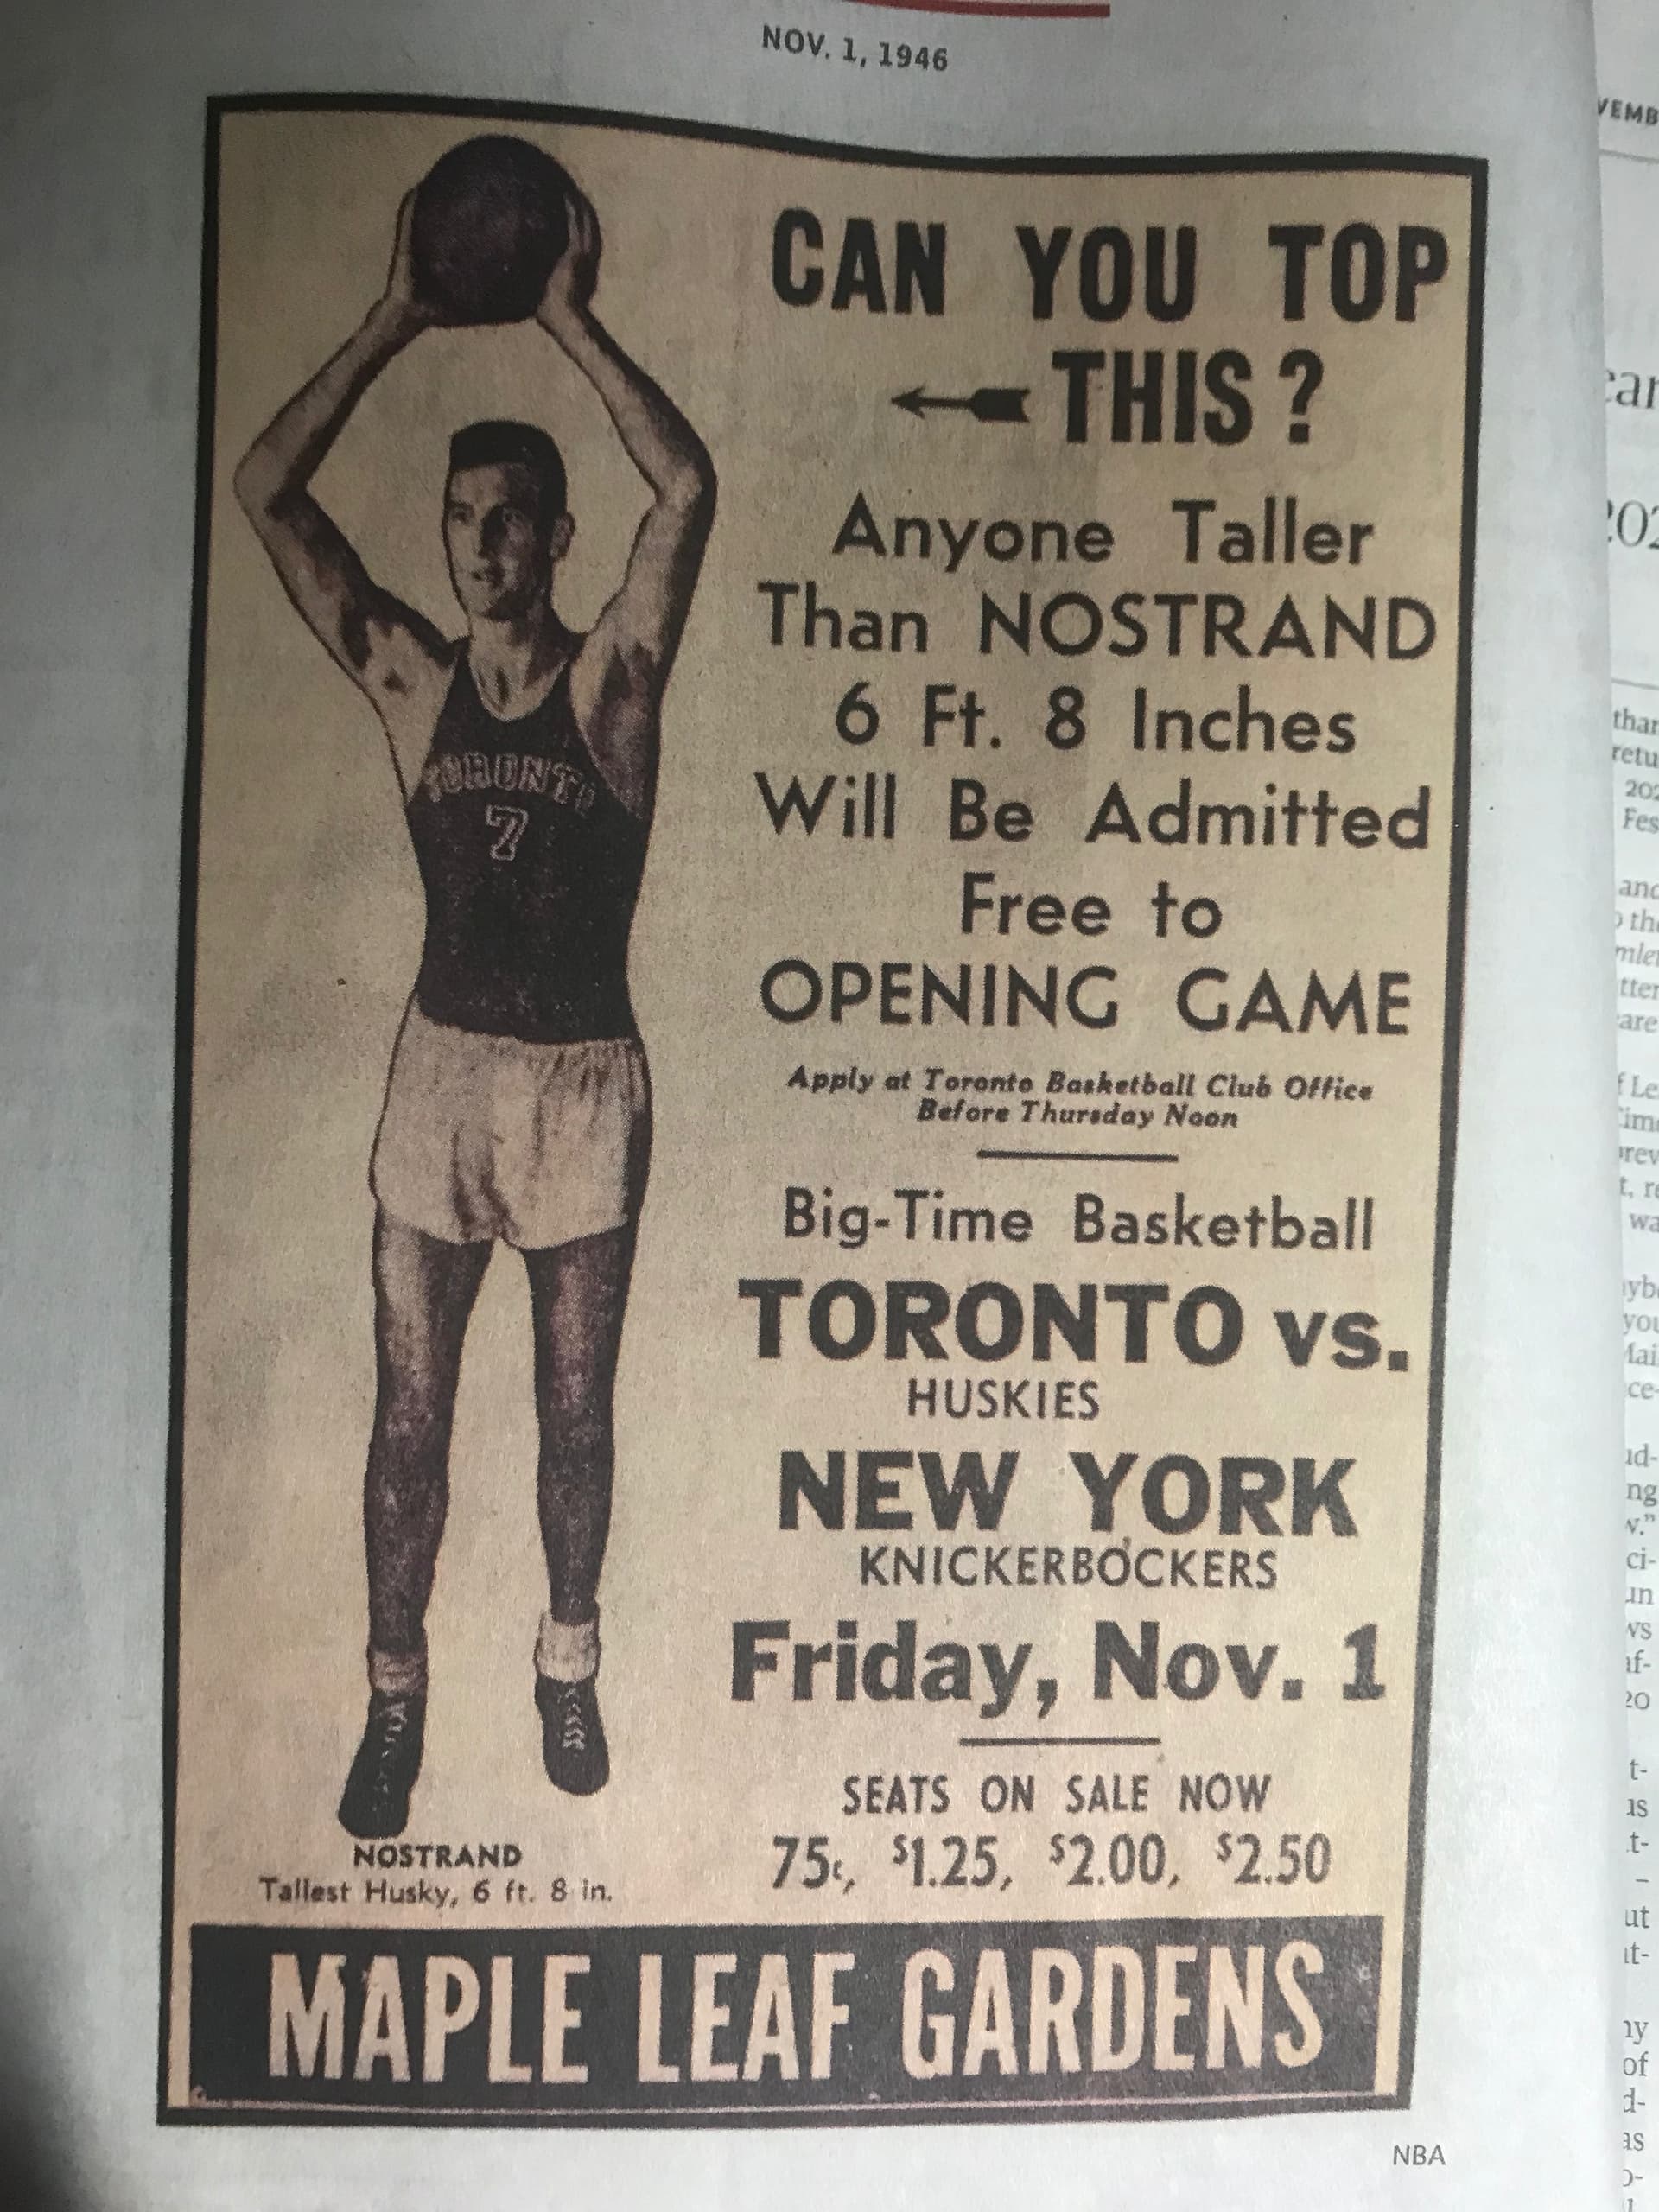 NOV. 1, 1946
CAN YOU TOP
THIS?
Anyone Taller
Than NOSTRAND
6 Ft. 8 Inches
Will Be Admitted
Free to
OPENING GAME
Apply at Toronto Basketball Club Office
Before Thursday Noon
Big-Time Basketball
TORONTO vs.
HUSKIES
NEW YORK
KNICKERBOCKERS
Friday, Nov. 1
SEATS ON SALE NOW
75¢, $1.25, $2.00, $2.50
TORONTO
7
NOSTRAND
Tallest Husky, 6 ft. 8 in.
MAPLE LEAF GARDENS
NBA